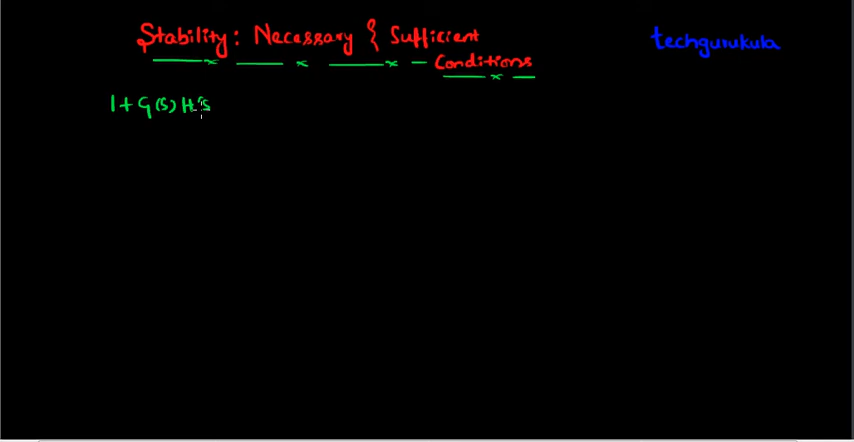 Stability: Necessary & Sufficient
Conditions
techgurukula
1+G(s)H(s